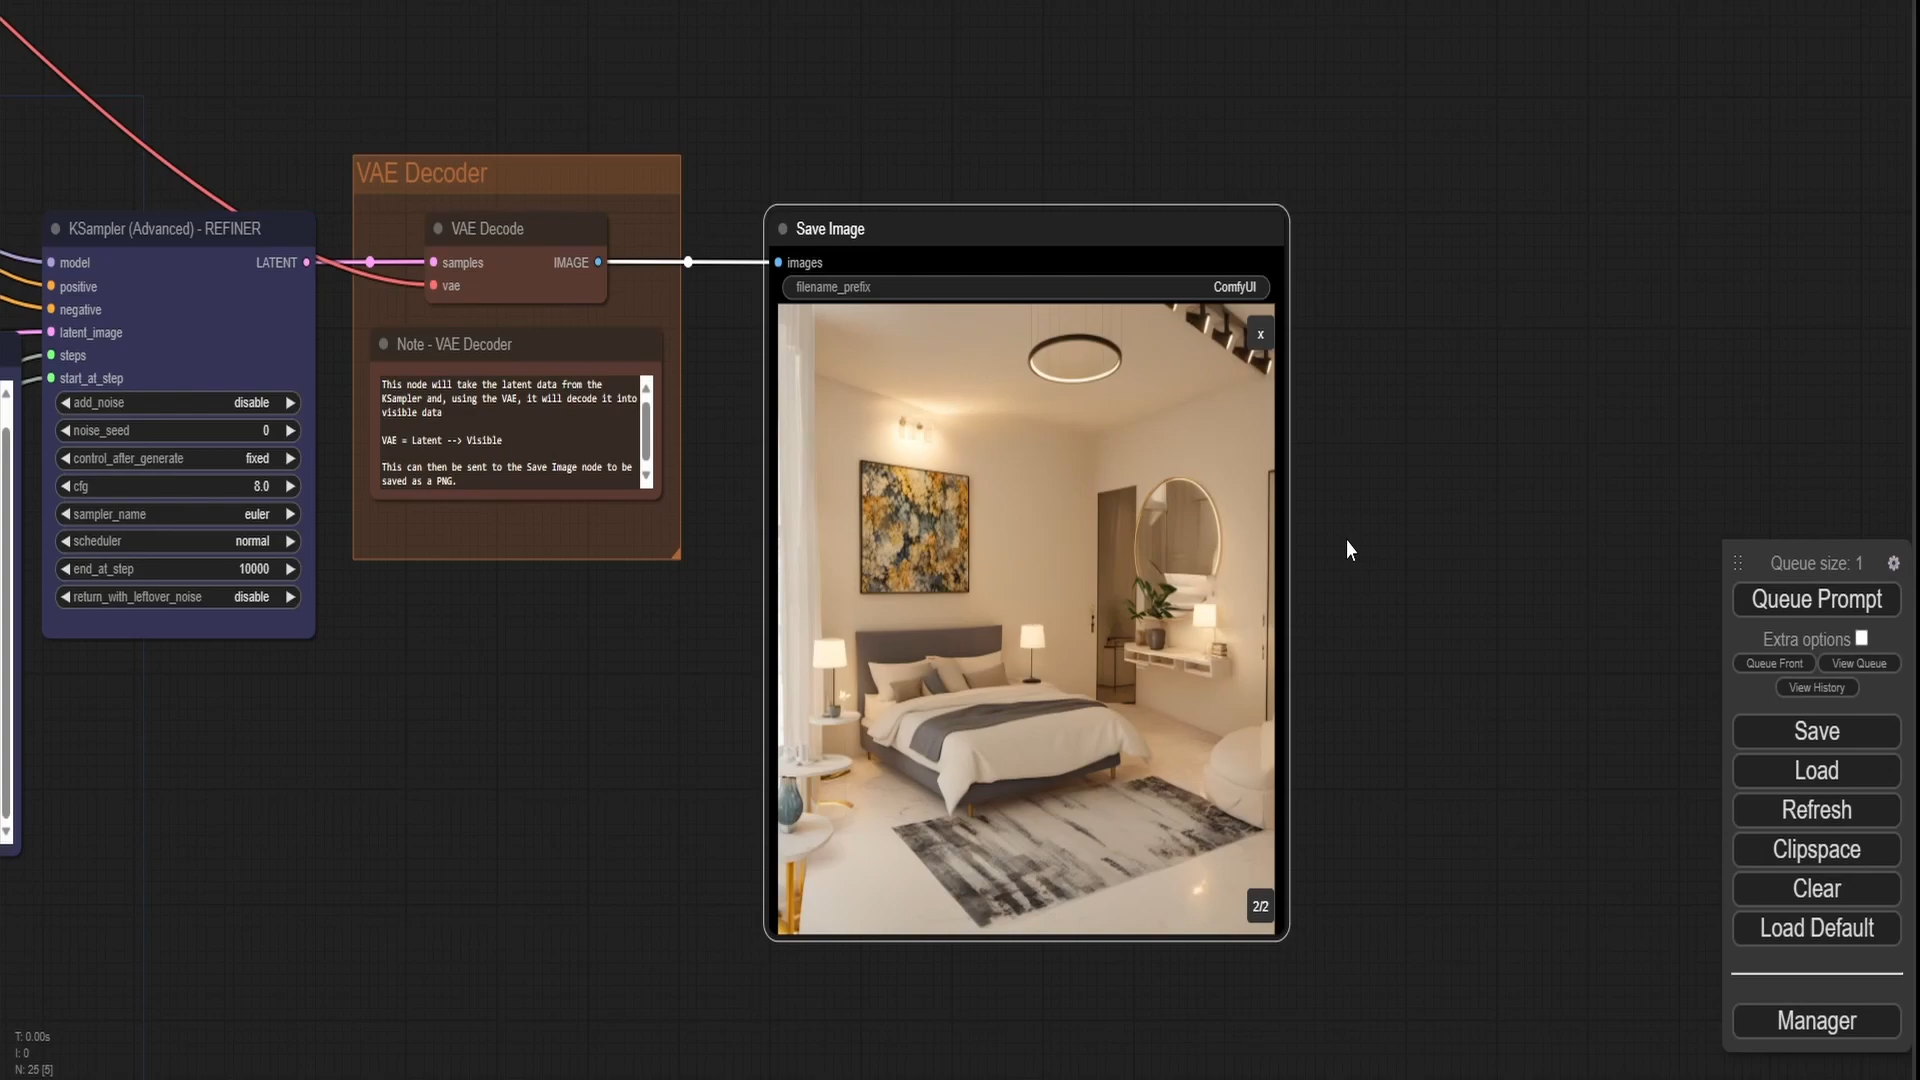 VAE Decoder
KSampler (Advanced) - REFINER
model
LATENT
positive
negative
latent_image
steps
start_at_step
add_noise disable
noise_seed 0
control_after_generate fixed
cfg 8.0
sampler_name euler
scheduler normal
end_at_step 10000
return_with_leftover_noise disable
VAE Decode
samples IMAGE
vae
Note - VAE Decoder
This node will take the latent data from the
KSampler and, using the VAE, it will decode it into
visible data
VAE = Latent --> Visible
This can then be sent to the Save Image node to be
saved as a PNG.
Save Image
images
filename_prefix ComfyUI
x
2/2
Queue size: 1
Queue Prompt
Extra options
Queue Front View Queue
View History
Save
Load
Refresh
Clipspace
Clear
Load Default
Manager
T: 0.00s
I: 0
N: 25 [5]